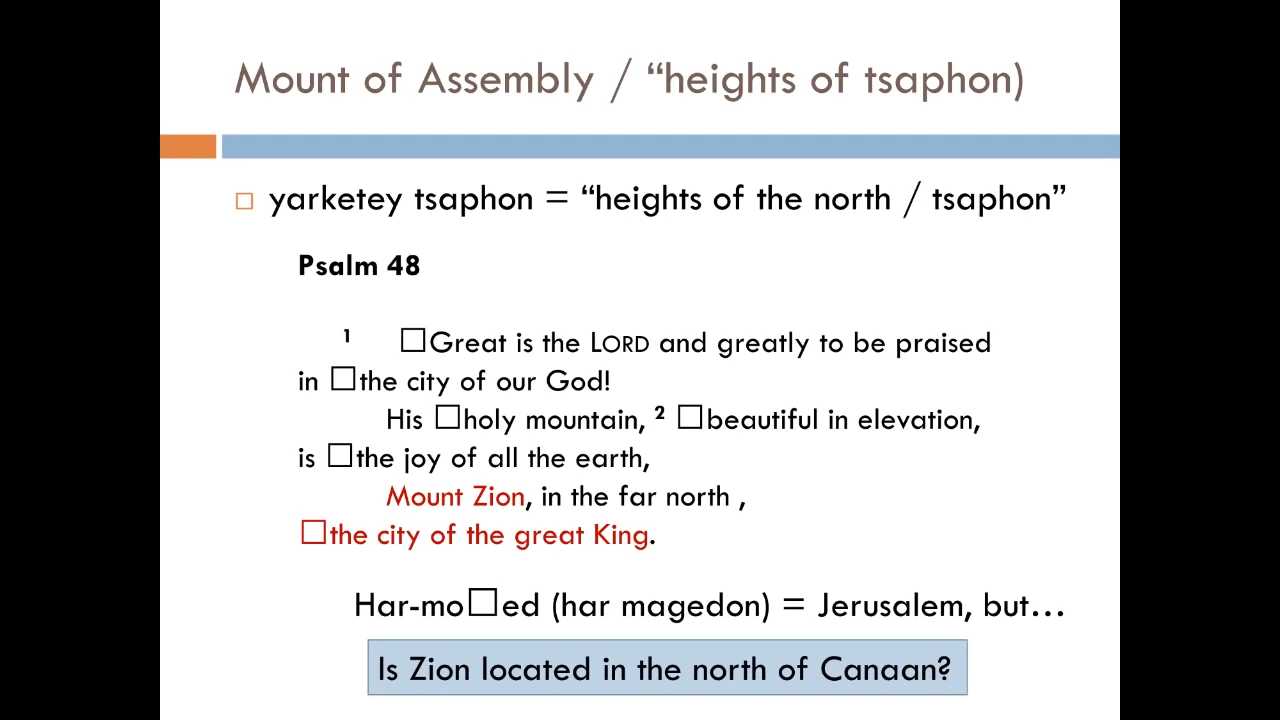 Mount of Assembly / “heights of tsaphon)
□ yarketey tsaphon = “heights of the north / tsaphon”
Psalm 48
1 □Great is the LORD and greatly to be praised
in □the city of our God!
His □holy mountain, 2 □beautiful in elevation,
is □the joy of all the earth,
Mount Zion, in the far north ,
□the city of the great King.
Har-mo□ed (har magedon) = Jerusalem, but…
Is Zion located in the north of Canaan?